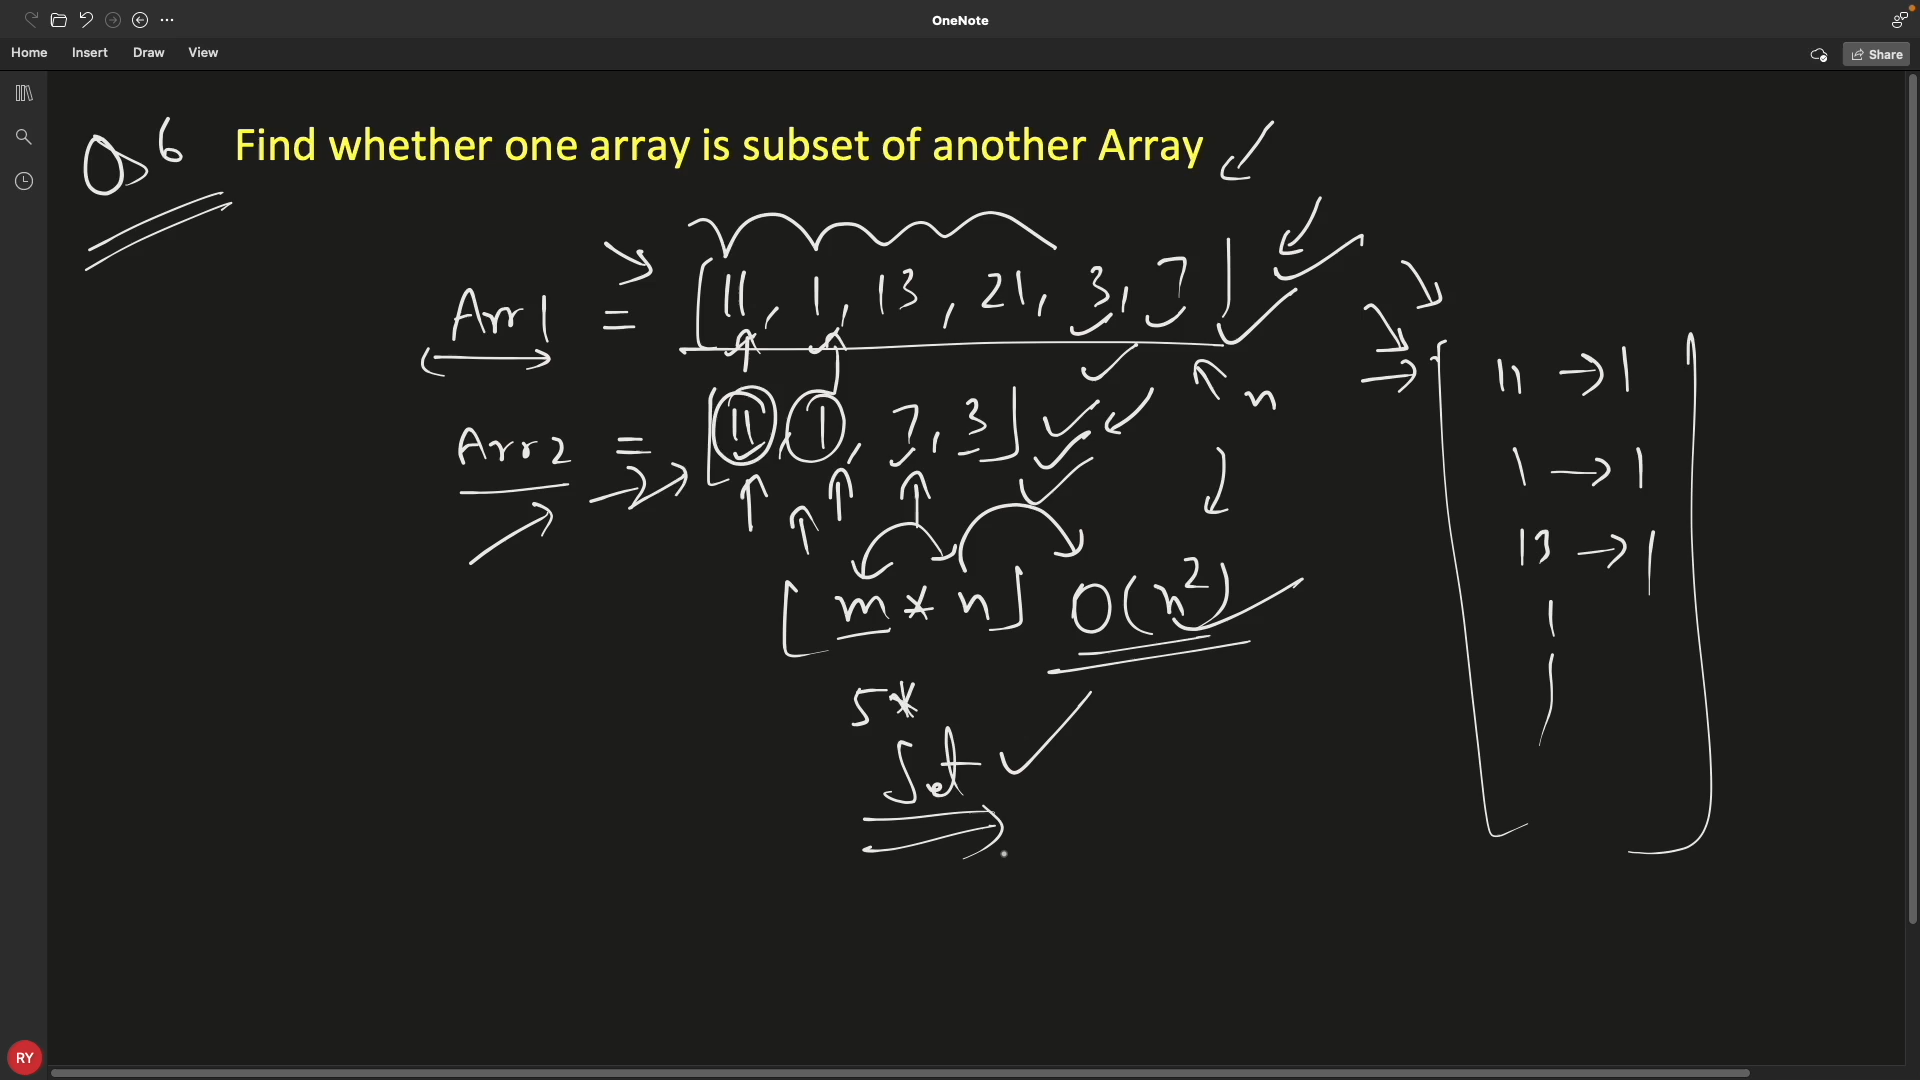 OneNote
Home Insert Draw View Share
Q>6 Find whether one array is subset of another Array
Arr1 = [11, 1, 13, 21, 3, 7]
n
Arr2 = [11, 1, 7, 3]
[m * n] O(n²)
5*
Set
11 → 1
1 → 1
13 → 1
RY